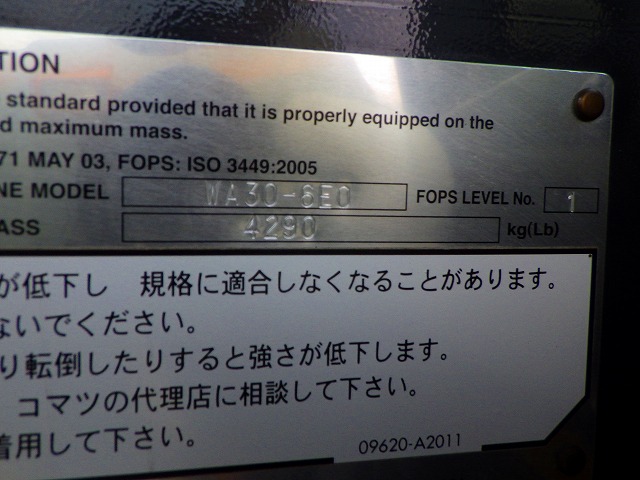 TION
standard provided that it is properly equipped on the
d maximum mass.
71 MAY 03, FOPS: ISO 3449:2005
NE MODEL WA30-6E0 FOPS LEVEL No. 1
ASS 4290 kg(Lb)
が低下し 規格に適合しなくなることがあります。
ないでください。
り転倒したりすると強さが低下します。
コマツの代理店に相談して下さい。
着用して下さい。
09620-A2011